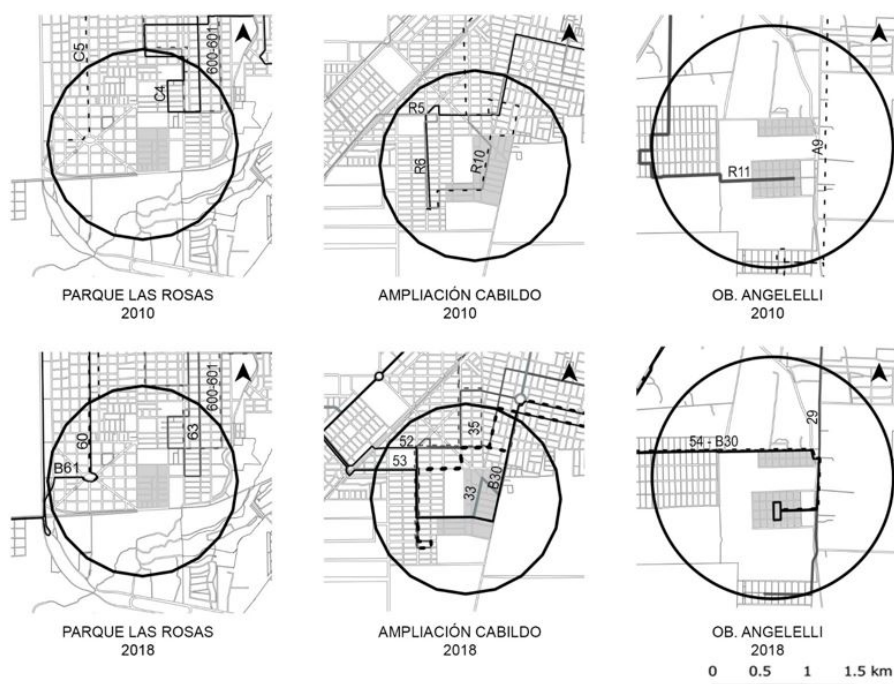 C5
600-601
C4
PARQUE LAS ROSAS
2010
R5
R6
R10
AMPLIACIÓN CABILDO
2010
A9
R11
OB. ANGELELLI
2010
60
63
600-601
B61
PARQUE LAS ROSAS
2018
52
35
53
33
B30
AMPLIACIÓN CABILDO
2018
54 - B30
29
OB. ANGELELLI
2018
0 0.5 1 1.5 km